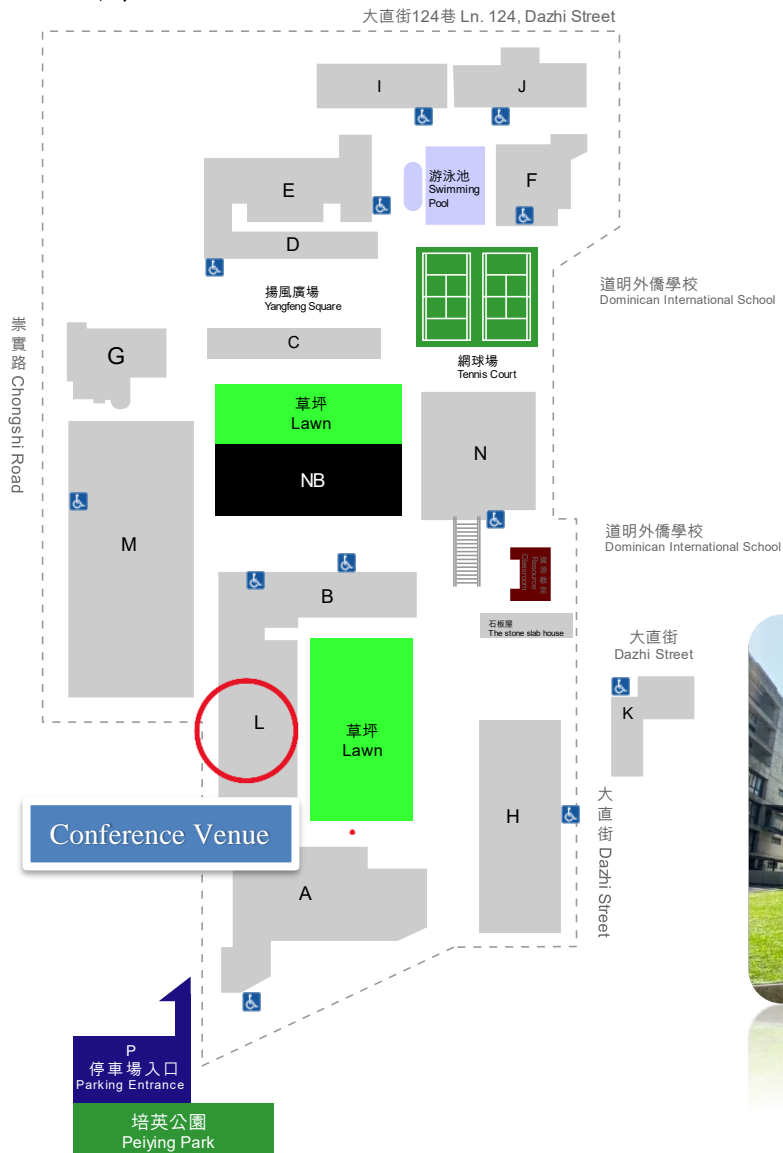 大直街124巷 Ln. 124, Dazhi Street
I
J
E
游泳池
Swimming
Pool
F
D
揚風廣場
Yangfeng Square
道明外僑學校
Dominican International School
崇實路 Chongshi Road
G
C
網球場
Tennis Court
草坪
Lawn
NB
N
M
道明外僑學校
Dominican International School
Resource
Classroom
B
石板屋
The stone slab house
大直街
Dazhi Street
K
L
草坪
Lawn
H
大直街 Dazhi Street
Conference Venue
A
P
停車場入口
Parking Entrance
培英公園
Peiying Park